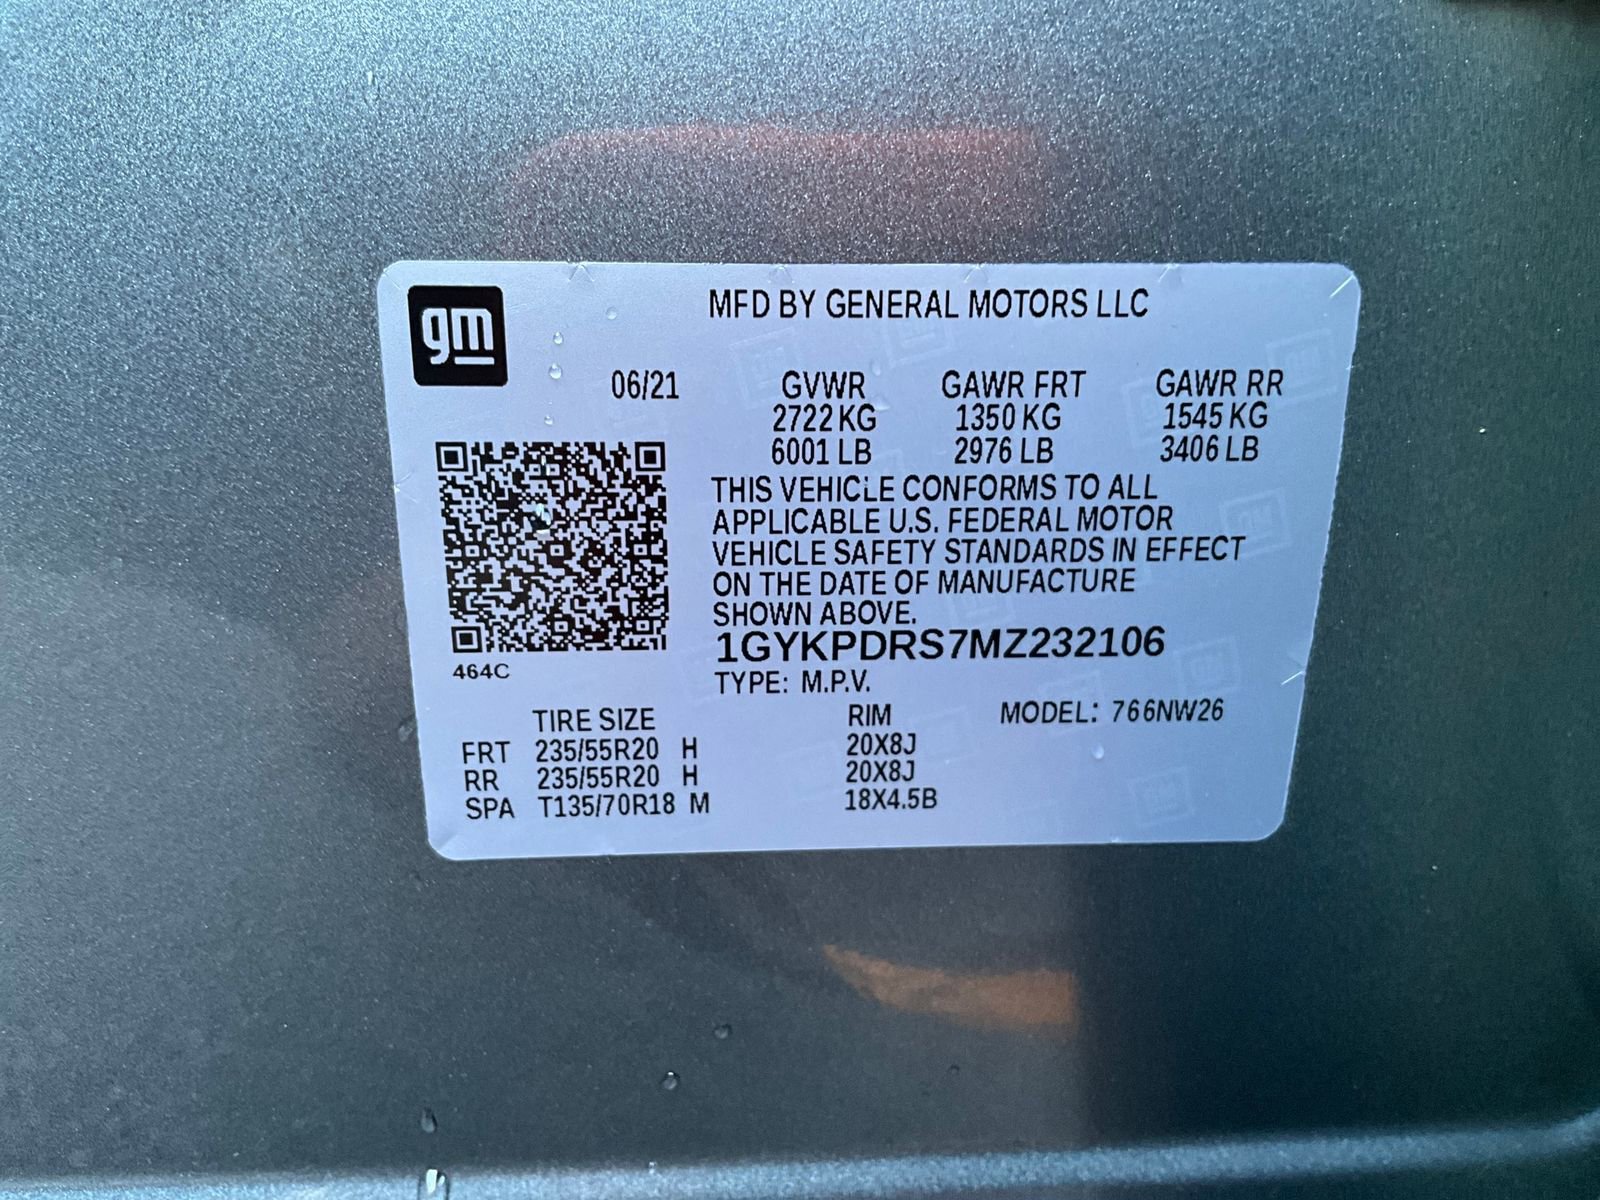 gm
MFD BY GENERAL MOTORS LLC
06/21 GVWR GAWR FRT GAWR RR
2722 KG 1350 KG 1545 KG
6001 LB 2976 LB 3406 LB
THIS VEHICLE CONFORMS TO ALL
APPLICABLE U.S. FEDERAL MOTOR
VEHICLE SAFETY STANDARDS IN EFFECT
ON THE DATE OF MANUFACTURE
SHOWN ABOVE.
1GYKPDRS7MZ232106
464C
TYPE: M.P.V.
TIRE SIZE RIM MODEL: 766NW26
FRT 235/55R20 H 20X8J
RR 235/55R20 H 20X8J
SPA T135/70R18 M 18X4.5B